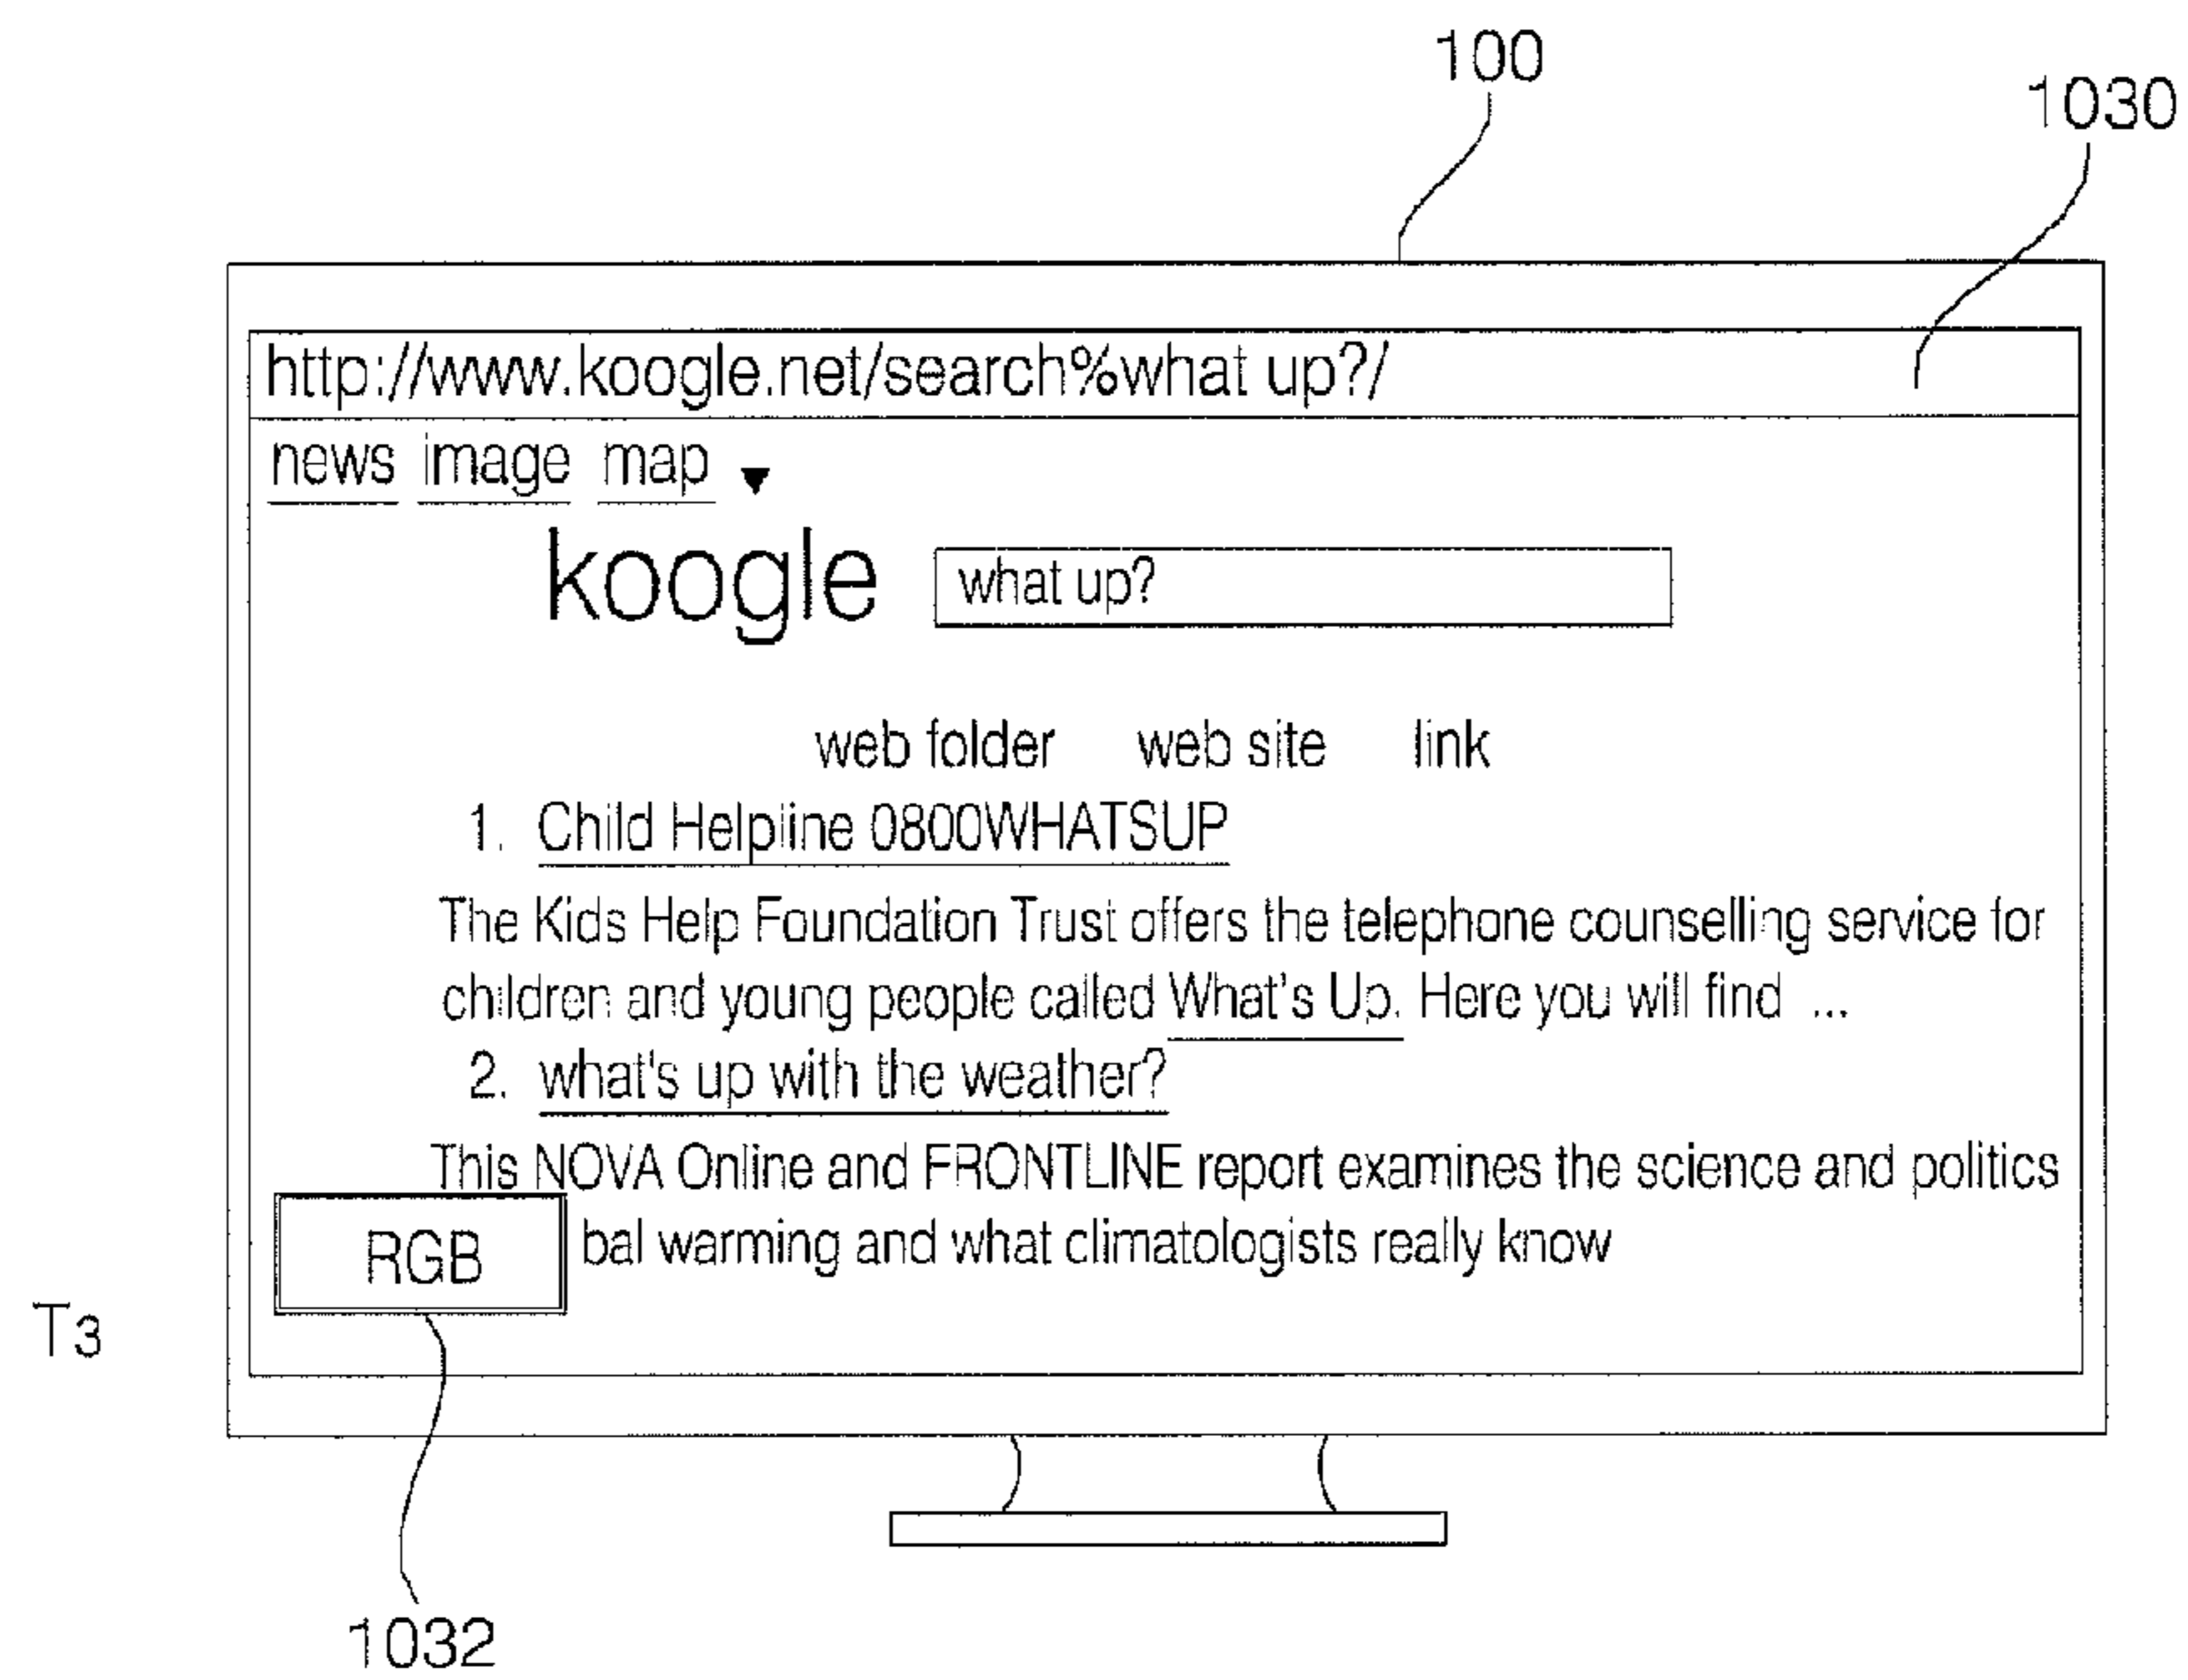 100
1030
http://www.koogle.net/search%what up?/
news image map ▼
koogle what up?
web folder web site link
1. Child Helpline 0800WHATSUP
The Kids Help Foundation Trust offers the telephone counselling service for
children and young people called What's Up. Here you will find ...
2. what's up with the weather?
This NOVA Online and FRONTLINE report examines the science and politics
RGB bal warming and what climatologists really know
T3
1032